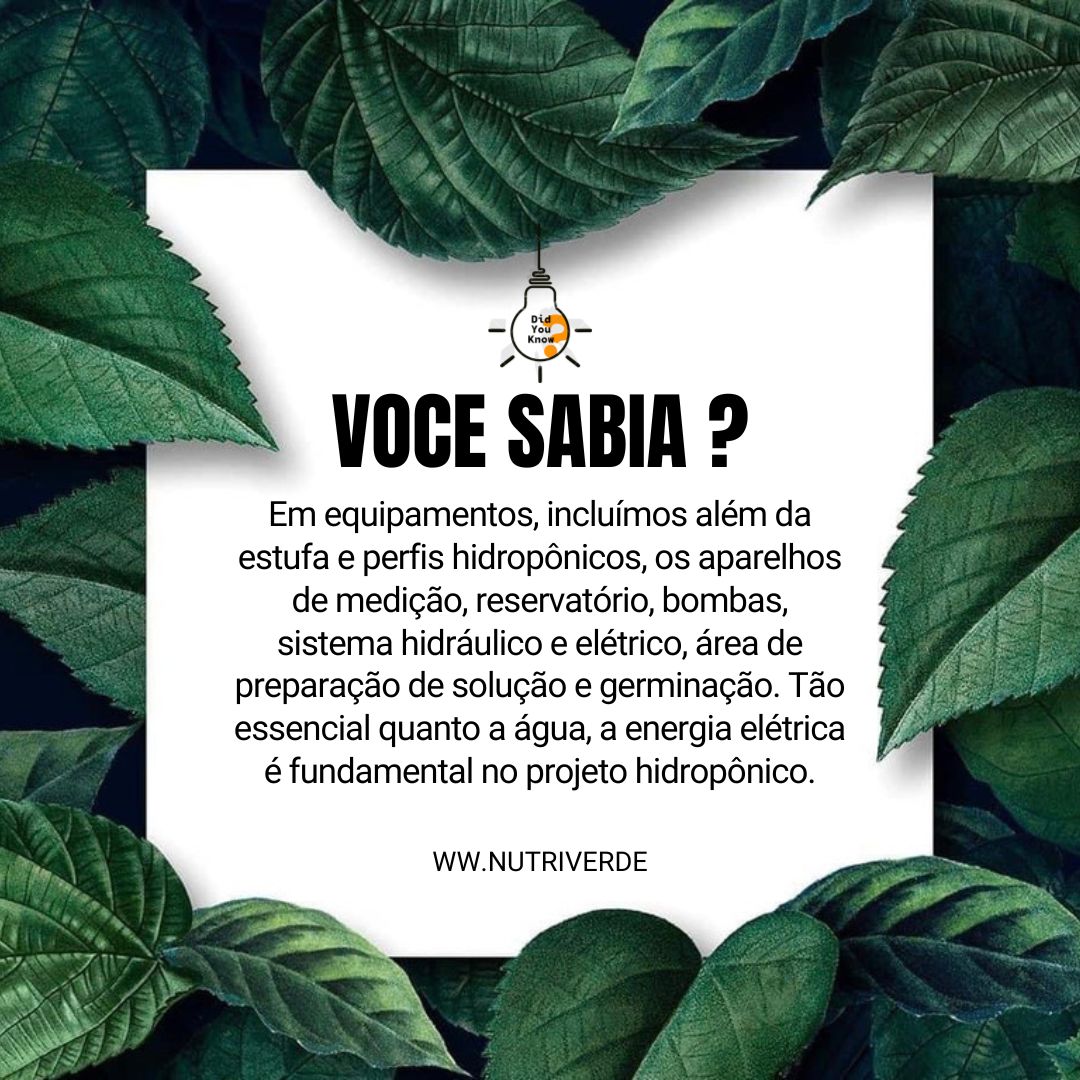 Did
You
Know
?
VOCE SABIA ?
Em equipamentos, incluímos além da
estufa e perfis hidropônicos, os aparelhos
de medição, reservatório, bombas,
sistema hidráulico e elétrico, área de
preparação de solução e germinação. Tão
essencial quanto a água, a energia elétrica
é fundamental no projeto hidropônico.
WW.NUTRIVERDE